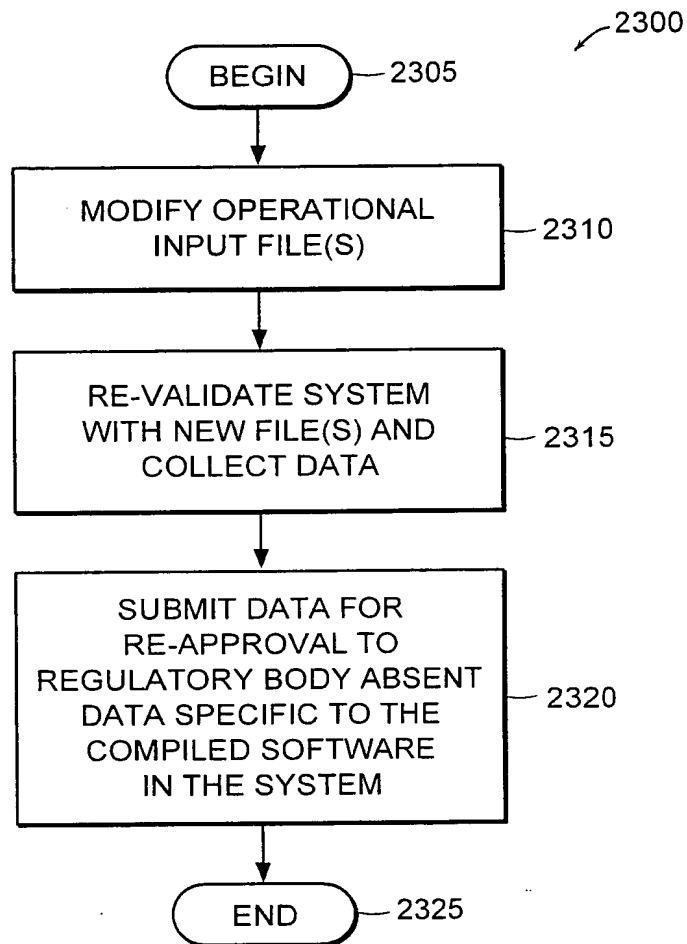 2300
BEGIN
2305
MODIFY OPERATIONAL
INPUT FILE(S)
2310
RE-VALIDATE SYSTEM
WITH NEW FILE(S) AND
COLLECT DATA
2315
SUBMIT DATA FOR
RE-APPROVAL TO
REGULATORY BODY ABSENT
DATA SPECIFIC TO THE
COMPILED SOFTWARE
IN THE SYSTEM
2320
END
2325